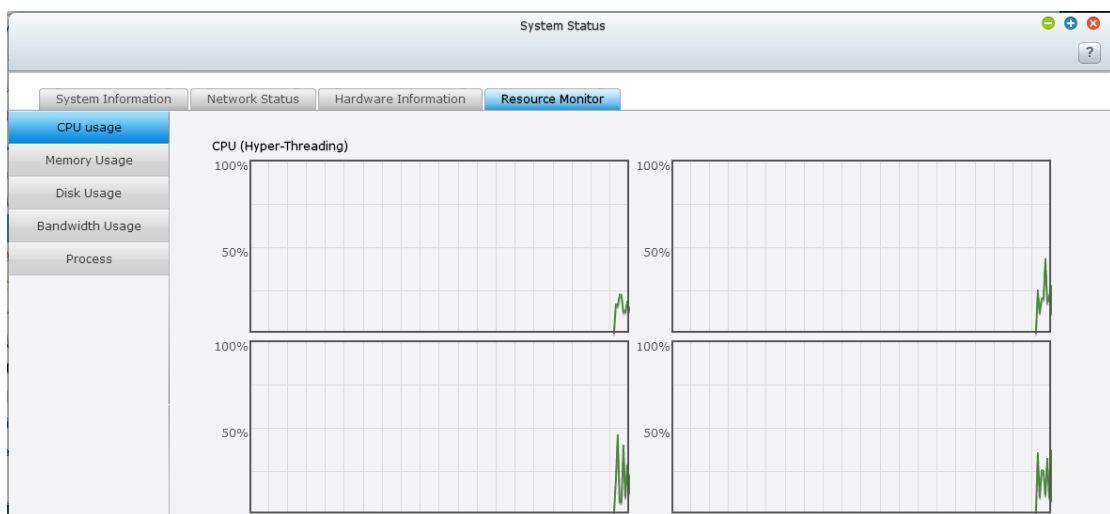 System Status
?
System Information Network Status Hardware Information Resource Monitor
CPU usage
Memory Usage
Disk Usage
Bandwidth Usage
Process
CPU (Hyper-Threading)
100%
50%
100%
50%
100%
50%
100%
50%